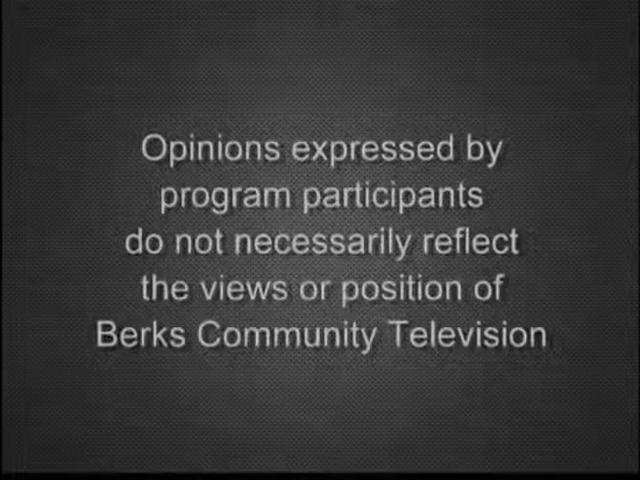 Opinions expressed by
program participants
do not necessarily reflect
the views or position of
Berks Community Television